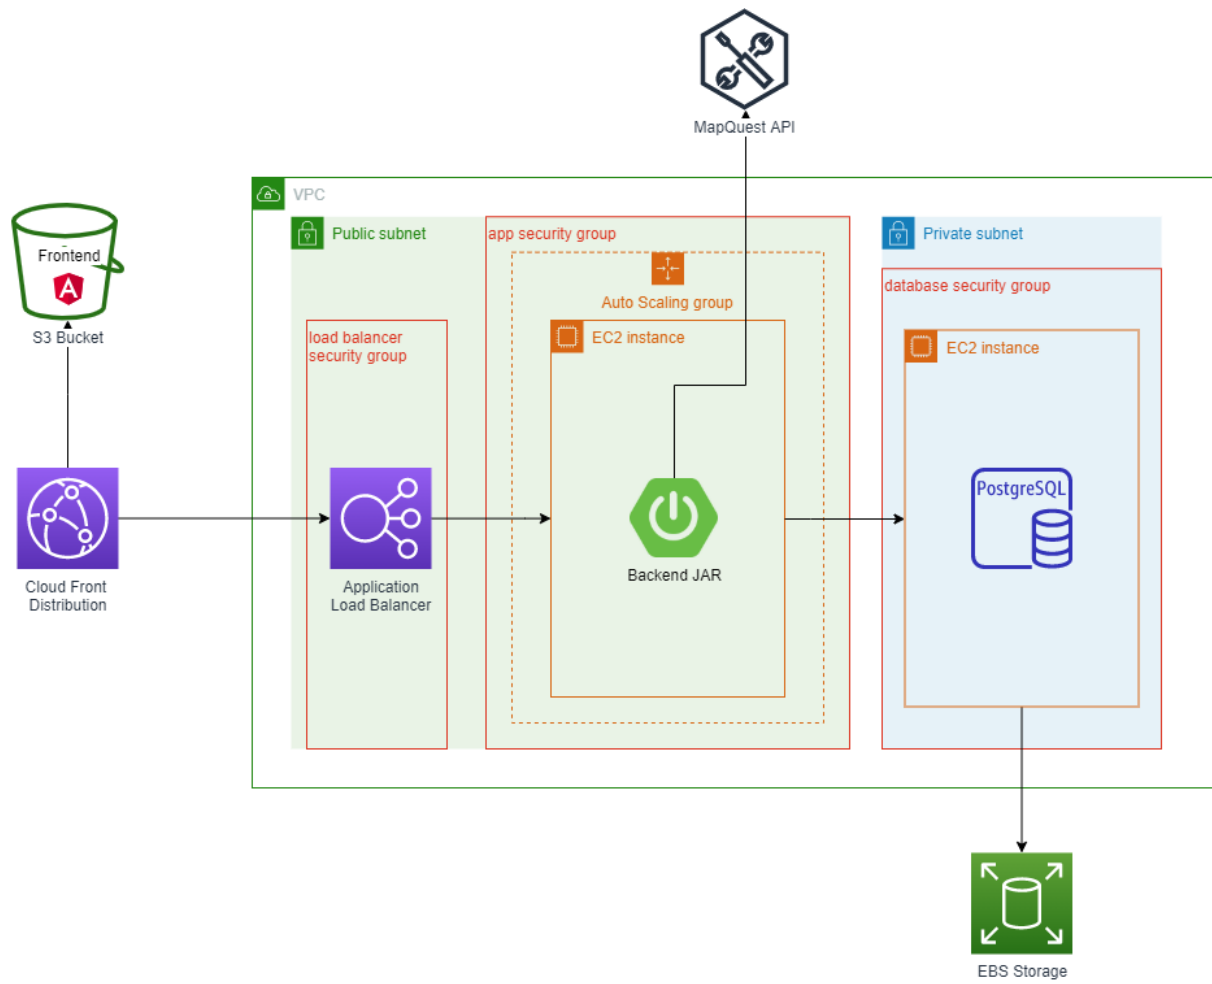 MapQuest API
VPC
Public subnet
app security group
Private subnet
Frontend
A
S3 Bucket
Auto Scaling group
database security group
load balancer
security group
EC2 instance
EC2 instance
PostgreSQL
Cloud Front
Distribution
Application
Load Balancer
Backend JAR
EBS Storage